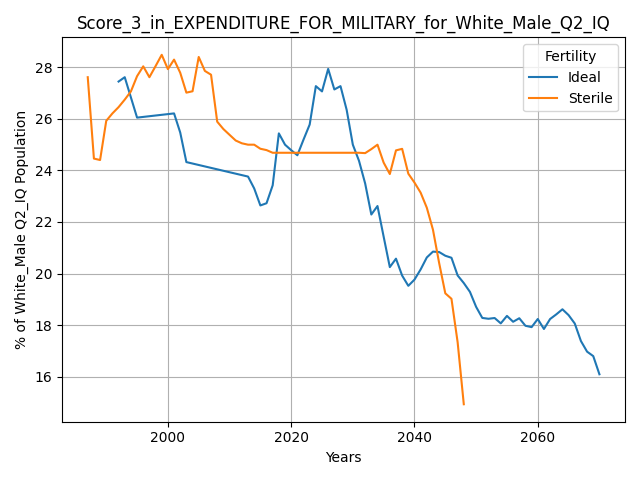 Score_3_in_EXPENDITURE_FOR_MILITARY_for_White_Male_Q2_IQ
Fertility
Ideal
Sterile
% of White_Male Q2_IQ Population
28
26
24
22
20
18
16
2000
2020
2040
2060
Years